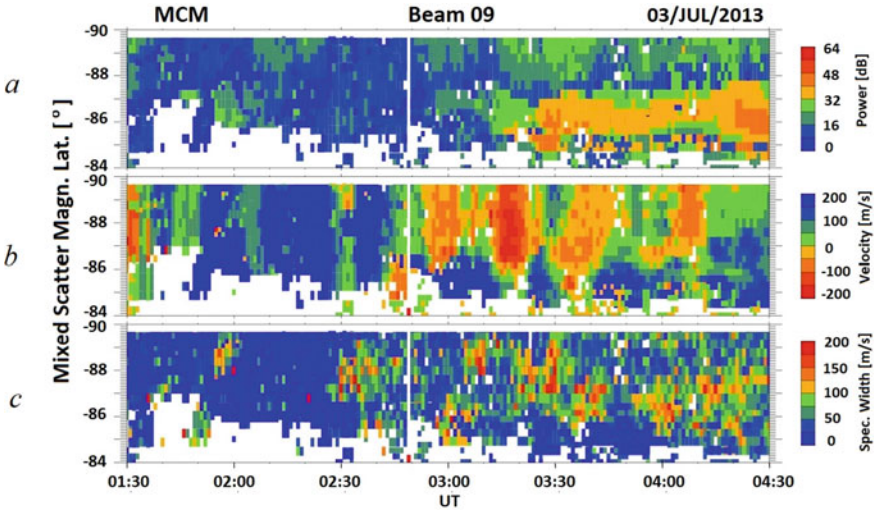 MCM Beam 09 03/JUL/2013
Mixed Scatter Magn. Lat. [ ° ]
a
-90
-88
-86
-84
64
48
32
16
0
Power [dB]
b
-90
-88
-86
-84
200
100
0
0
-100
-200
Velocity [m/s]
c
-90
-88
-86
-84
200
150
100
50
0
Spec. Width [m/s]
01:30 02:00 02:30 03:00 03:30 04:00 04:30
UT